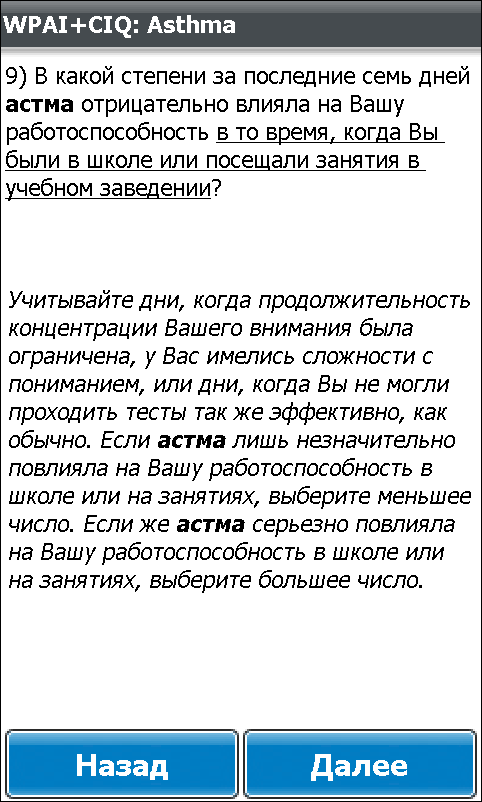 WPAI+CIQ: Asthma
9) В какой степени за последние семь дней
астма отрицательно влияла на Вашу
работоспособность в то время, когда Вы
были в школе или посещали занятия в
учебном заведении?
Учитывайте дни, когда продолжительность
концентрации Вашего внимания была
ограничена, у Вас имелись сложности с
пониманием, или дни, когда Вы не могли
проходить тесты так же эффективно, как
обычно. Если астма лишь незначительно
повлияла на Вашу работоспособность в
школе или на занятиях, выберите меньшее
число. Если же астма серьезно повлияла
на Вашу работоспособность в школе или
на занятиях, выберите большее число.
Назад Далее